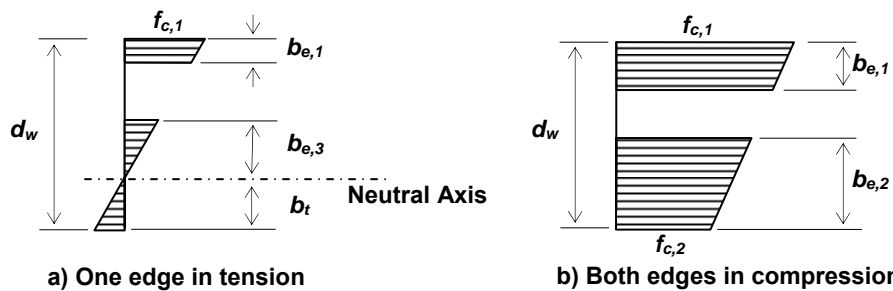 f_c,1
b_e,1
d_w
b_e,3
b_t
Neutral Axis
a) One edge in tension
f_c,1
b_e,1
d_w
b_e,2
f_c,2
b) Both edges in compression